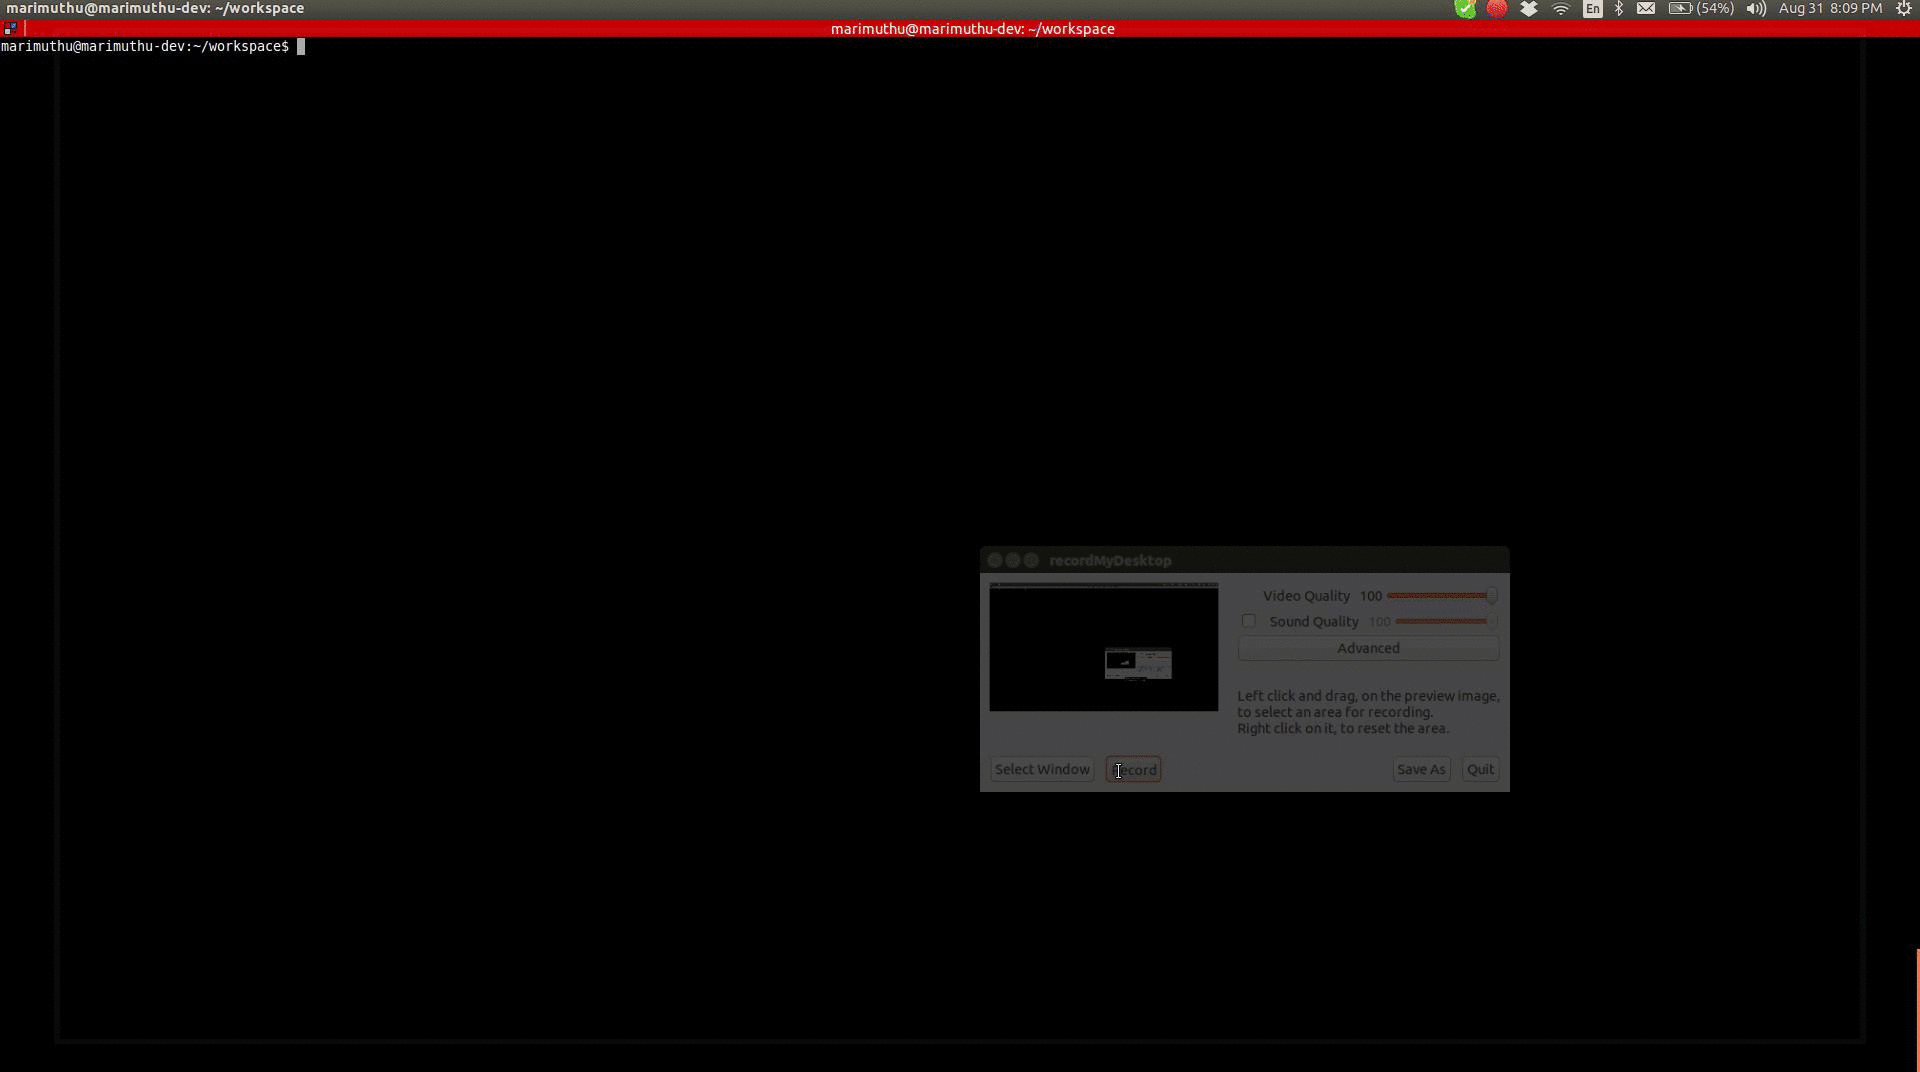 marimuthu@marimuthu-dev: ~/workspace
En
(54%)
Aug 31 8:09 PM
marimuthu@marimuthu-dev: ~/workspace
marimuthu@marimuthu-dev:~/workspace$
recordMyDesktop
Video Quality 100
Sound Quality 100
Advanced
Left click and drag, on the preview image,
to select an area for recording.
Right click on it, to reset the area.
Select Window
Record
Save As
Quit